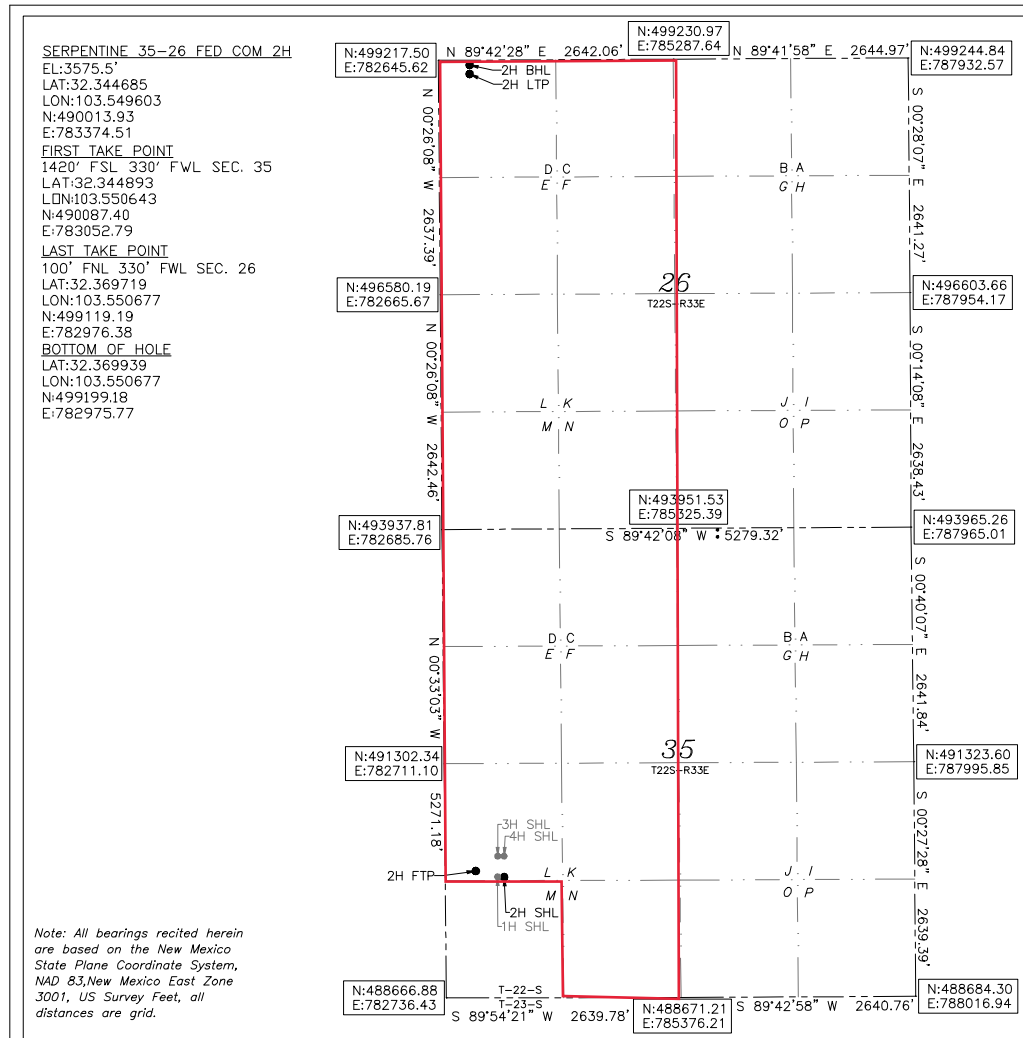 SERPENTINE 35-26 FED COM 2H
EL:3575.5'
LAT:32.344685
LON:103.549603
N:490013.93
E:783374.51
FIRST TAKE POINT
1420' FSL 330' FWL SEC. 35
LAT:32.344893
LON:103.550643
N:490087.40
E:783052.79
LAST TAKE POINT
100' FNL 330' FWL SEC. 26
LAT:32.369719
LON:103.550677
N:499119.19
E:782976.38
BOTTOM OF HOLE
LAT:32.369939
LON:103.550677
N:499199.18
E:782975.77
N:499217.50
E:782645.62
N 89°42'28" E 2642.06'
N:499230.97
E:785287.64
N 89°41'58" E 2644.97'
N:499244.84
E:787932.57
2H BHL
2H LTP
N 00°26'08" W 2637.39'
S 00°28'07" E 2641.27'
D C
E F
B A
G H
26
T22S-R33E
N:496580.19
E:782665.67
N:496603.66
E:787954.17
N 00°26'08" W 2642.46'
S 00°14'08" E 2638.43'
L K
M N
J I
O P
N:493937.81
E:782685.76
N:493951.53
E:785325.39
S 89°42'08" W : 5279.32'
N:493965.26
E:787965.01
N 00°33'03" W 5271.18'
S 00°40'07" E 2641.84'
D C
E F
B A
G H
35
T22S-R33E
N:491302.34
E:782711.10
N:491323.60
E:787995.85
S 00°27'28" E 2639.39'
3H SHL
4H SHL
2H FTP
L K
M N
J I
O P
2H SHL
1H SHL
Note: All bearings recited herein
are based on the New Mexico
State Plane Coordinate System,
NAD 83,New Mexico East Zone
3001, US Survey Feet, all
distances are grid.
N:488666.88
E:782736.43
T-22-S
T-23-S
S 89°54'21" W 2639.78'
N:488671.21
E:785376.21
S 89°42'58" W 2640.76'
N:488684.30
E:788016.94